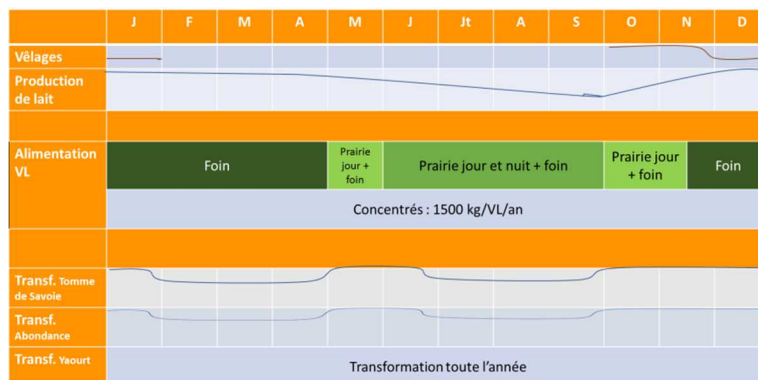 J F M A M J Jt A S O N D
Vêlages
Production
de lait
Alimentation
VL
Foin
Prairie
jour +
foin
Prairie jour et nuit + foin
Prairie jour
+ foin
Foin
Concentrés : 1500 kg/VL/an
Transf. Tomme
de Savoie
Transf.
Abondance
Transf. Yaourt
Transformation toute l’année